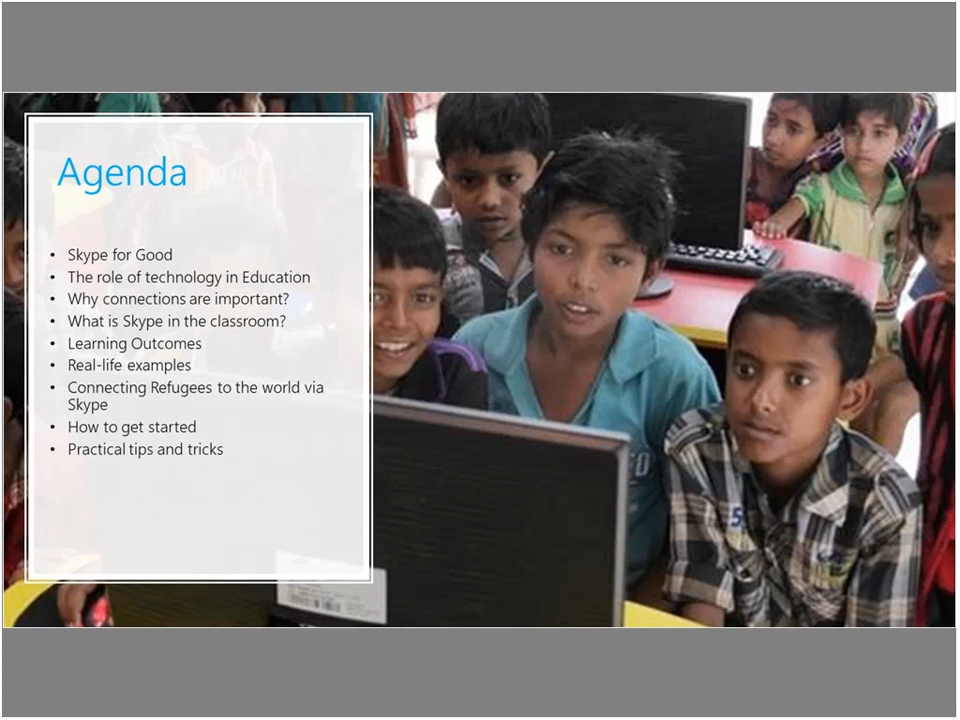 Agenda
• Skype for Good
• The role of technology in Education
• Why connections are important?
• What is Skype in the classroom?
• Learning Outcomes
• Real-life examples
• Connecting Refugees to the world via
Skype
• How to get started
• Practical tips and tricks